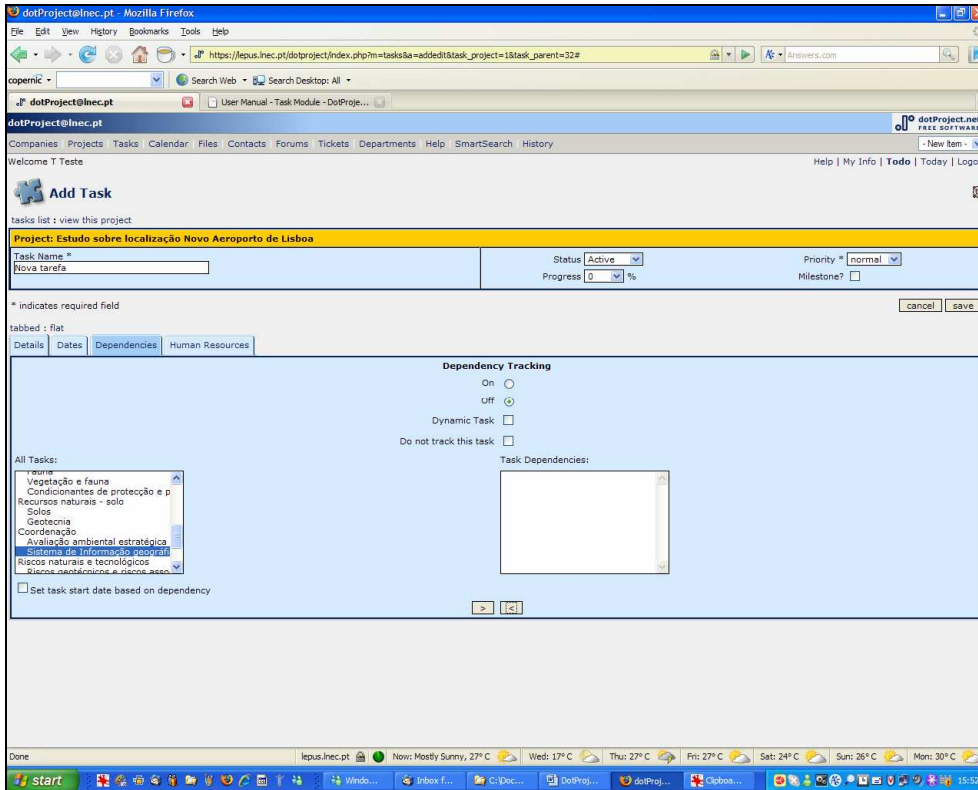 dotProject@lnec.pt - Mozilla Firefox
File Edit View History Bookmarks Tools Help
https://lepus.lnec.pt/dotproject/index.php?m=tasks&a=addedit&task_project=1&task_parent=32#
Answers.com
copernic Search Web Search Desktop: All
dotProject@lnec.pt User Manual - Task Module - DotProje...
dotProject@lnec.pt
dotProject.net
FREE SOFTWARE
Companies Projects Tasks Calendar Files Contacts Forums Tickets Departments Help SmartSearch History - New Item -
Welcome T Teste Help | My Info | Todo | Today | Logo
Add Task
tasks list : view this project
Project: Estudo sobre localização Novo Aeroporto de Lisboa
Task Name * Status Active Priority * normal
Nova tarefa Progress 0 % Milestone?
* indicates required field cancel save
tabbed : flat
Details Dates Dependencies Human Resources
Dependency Tracking
On
Off
Dynamic Task
Do not track this task
All Tasks: Task Dependencies:
Fauna
Vegetação e fauna
Condicionantes de protecção e p
Recursos naturais - solo
Solos
Geotecnia
Coordenação
Avaliação ambiental estratégica
Sistema de Informação geográfi
Riscos naturais e tecnológicos
Riscos geotécnicos e riscos asso
Set task start date based on dependency
> <
Done lepus.lnec.pt Now: Mostly Sunny, 27° C Wed: 17° C Thu: 27° C Fri: 27° C Sat: 24° C Sun: 26° C Mon: 30° C
start Windo... Inbox f... C:\Doc... DotProj... dotProj... Clipboa... 15:52